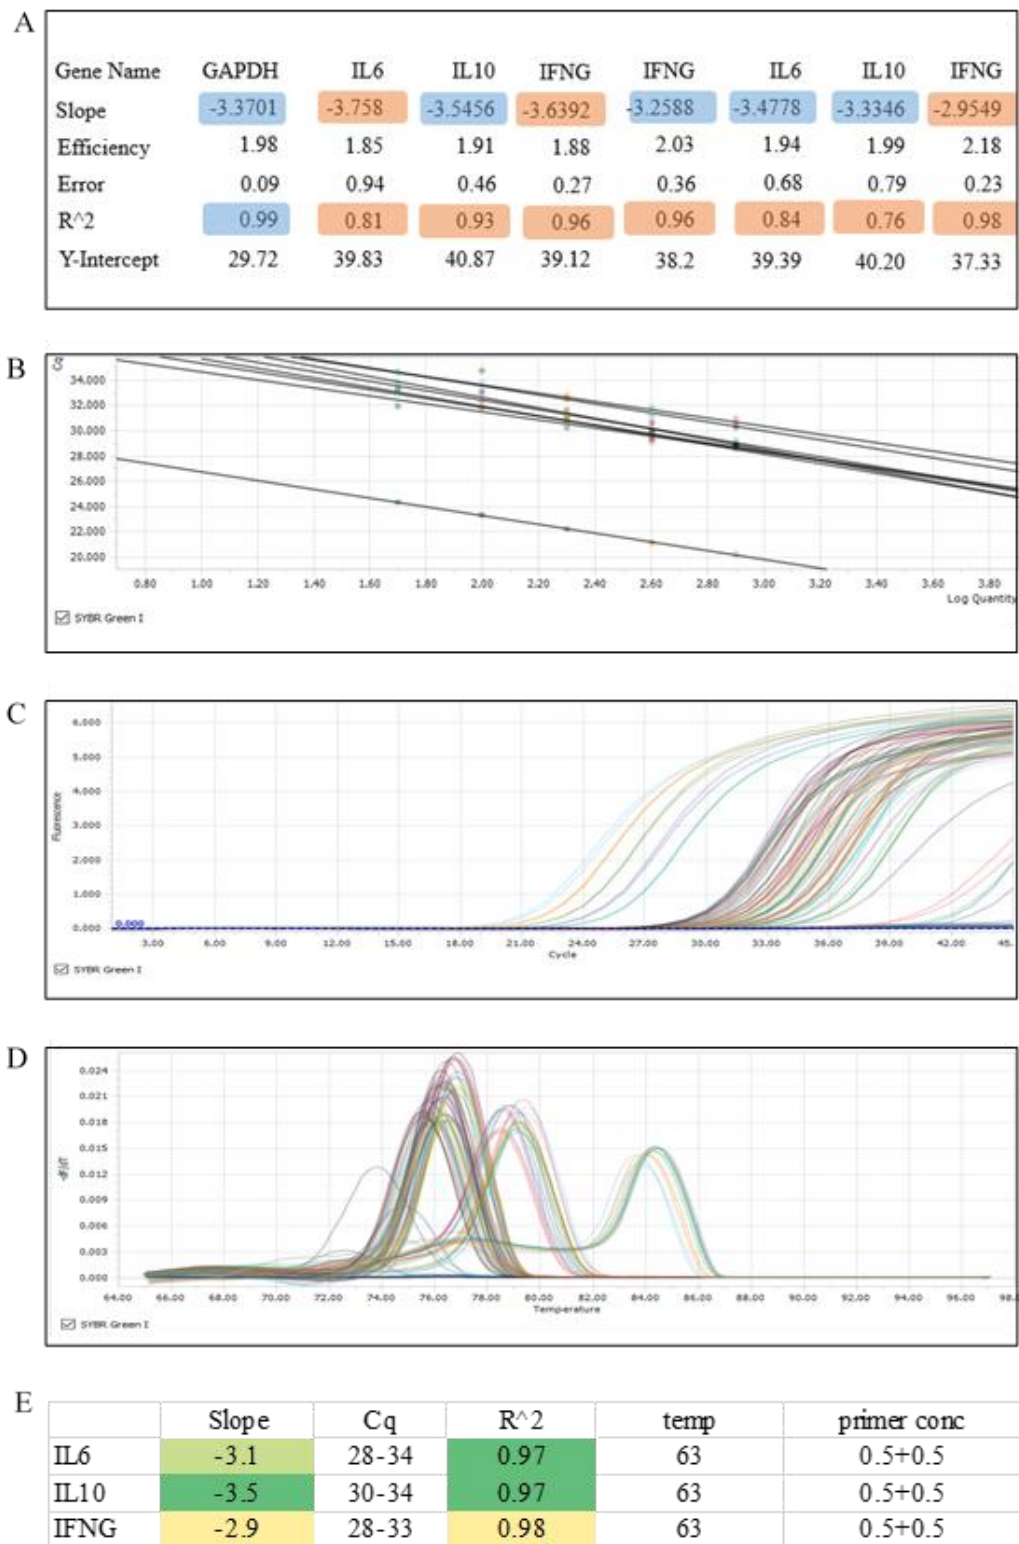 A
Gene Name GAPDH IL6 IL10 IFNG IFNG IL6 IL10 IFNG
Slope -3.3701 -3.758 -3.5456 -3.6392 -3.2588 -3.4778 -3.3346 -2.9549
Efficiency 1.98 1.85 1.91 1.88 2.03 1.94 1.99 2.18
Error 0.09 0.94 0.46 0.27 0.36 0.68 0.79 0.23
R^2 0.99 0.81 0.93 0.96 0.96 0.84 0.76 0.98
Y-Intercept 29.72 39.83 40.87 39.12 38.2 39.39 40.20 37.33
B
Cq
34.000
32.000
30.000
28.000
26.000
24.000
22.000
20.000
0.80 1.00 1.20 1.40 1.60 1.80 2.00 2.20 2.40 2.60 2.80 3.00 3.20 3.40 3.60 3.80
Log Quantity
SYBR Green I
C
Fluorescence
6.000
5.000
4.000
3.000
2.000
1.000
0.000
0.000
3.00 6.00 9.00 12.00 15.00 18.00 21.00 24.00 27.00 30.00 33.00 36.00 39.00 42.00 45.
Cycle
SYBR Green I
D
-dF/dT
0.024
0.021
0.018
0.015
0.012
0.009
0.006
0.003
0.000
64.00 66.00 68.00 70.00 72.00 74.00 76.00 78.00 80.00 82.00 84.00 86.00 88.00 90.00 92.00 94.00 96.00 98.
Temperature
SYBR Green I
E
Slope Cq R^2 temp primer conc
IL6 -3.1 28-34 0.97 63 0.5+0.5
IL10 -3.5 30-34 0.97 63 0.5+0.5
IFNG -2.9 28-33 0.98 63 0.5+0.5